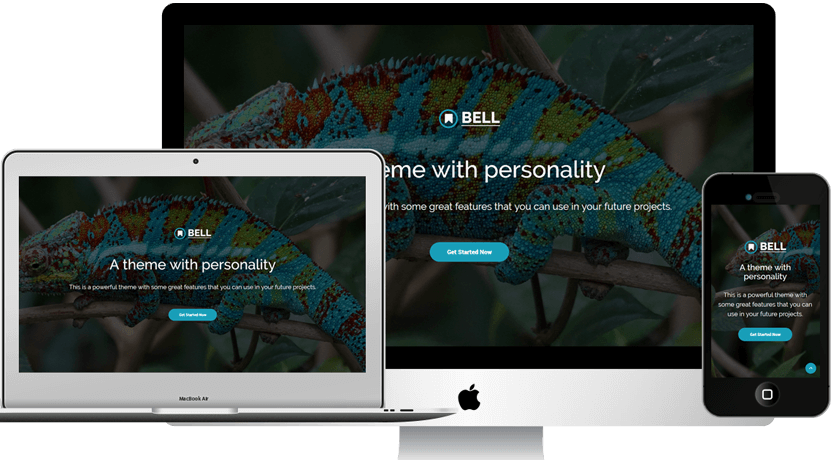 BELL
eme with personality
with some great features that you can use in your future projects.
Get Started Now
BELL
A theme with personality
This is a powerful theme with some great features that you can use in your future projects.
Get Started Now
MacBook Air
BELL
A theme with
personality
This is a powerful theme with
some great features that you can
use in your future projects.
Get Started Now